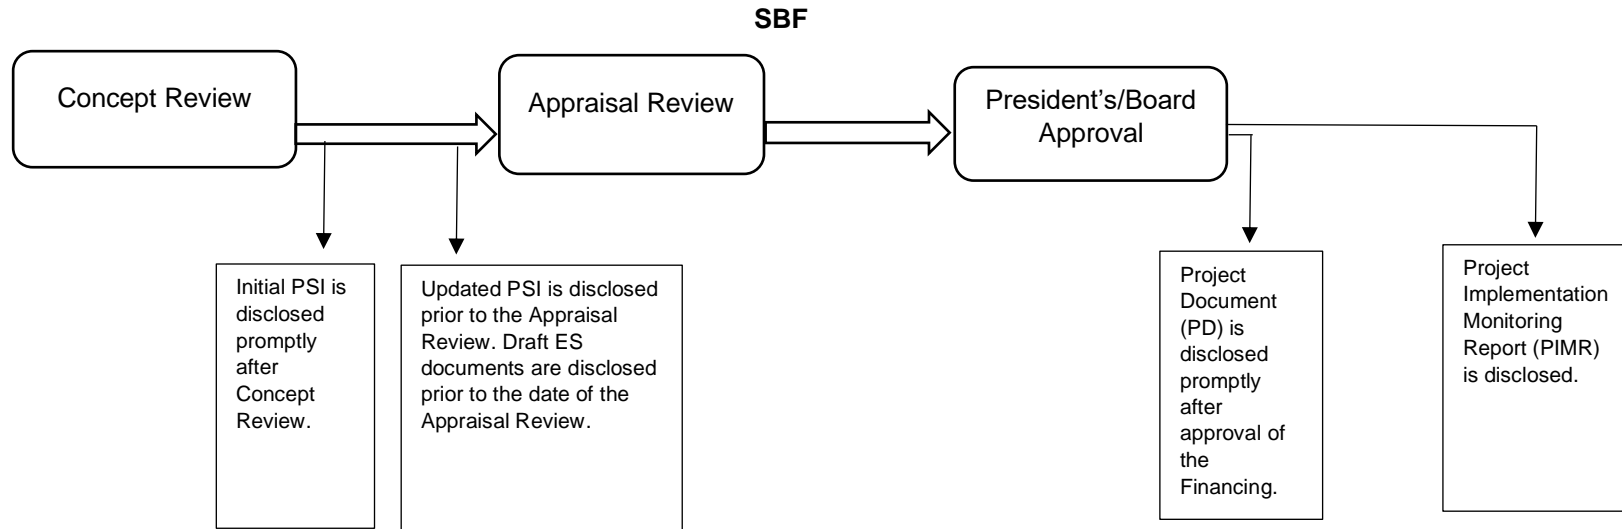 SBF
Concept Review
Appraisal Review
President's/Board
Approval
Initial PSI is
disclosed
promptly
after
Concept
Review.
Updated PSI is disclosed
prior to the Appraisal
Review. Draft ES
documents are disclosed
prior to the date of the
Appraisal Review.
Project
Document
(PD) is
disclosed
promptly
after
approval of
the
Financing.
Project
Implementation
Monitoring
Report (PIMR)
is disclosed.